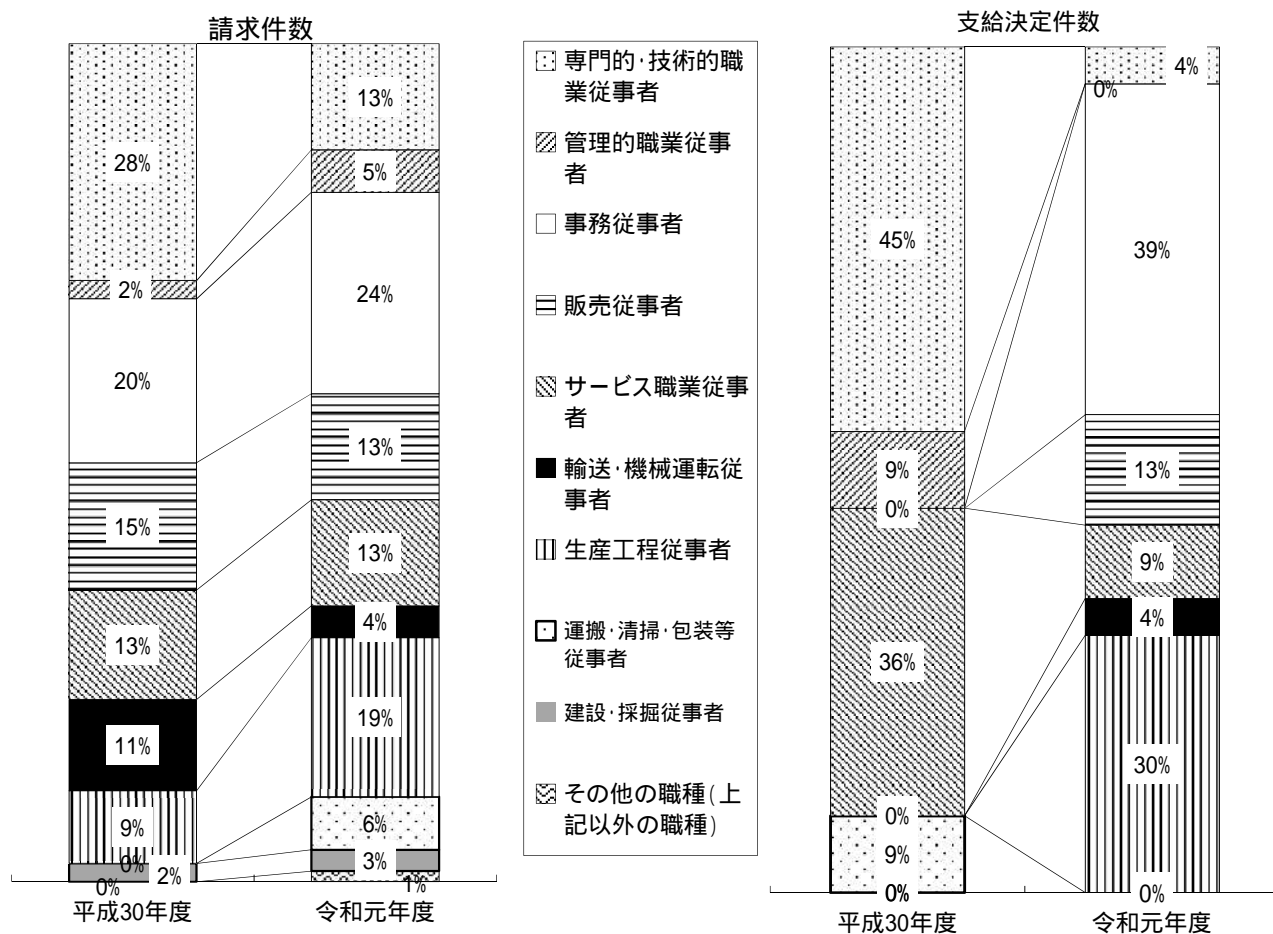 請求件数
28%
2%
20%
15%
13%
11%
9%
0%
2%
0%
平成30年度
13%
5%
24%
13%
13%
4%
19%
6%
3%
1%
令和元年度
専門的・技術的職
業従事者
管理的職業従事
者
事務従事者
販売従事者
サービス職業従事
者
輸送・機械運転従
事者
生産工程従事者
運搬・清掃・包装等
従事者
建設・採掘従事者
その他の職種(上
記以外の職種)
支給決定件数
45%
9%
0%
36%
0%
9%
0%
平成30年度
4%
0%
39%
13%
9%
4%
30%
0%
令和元年度